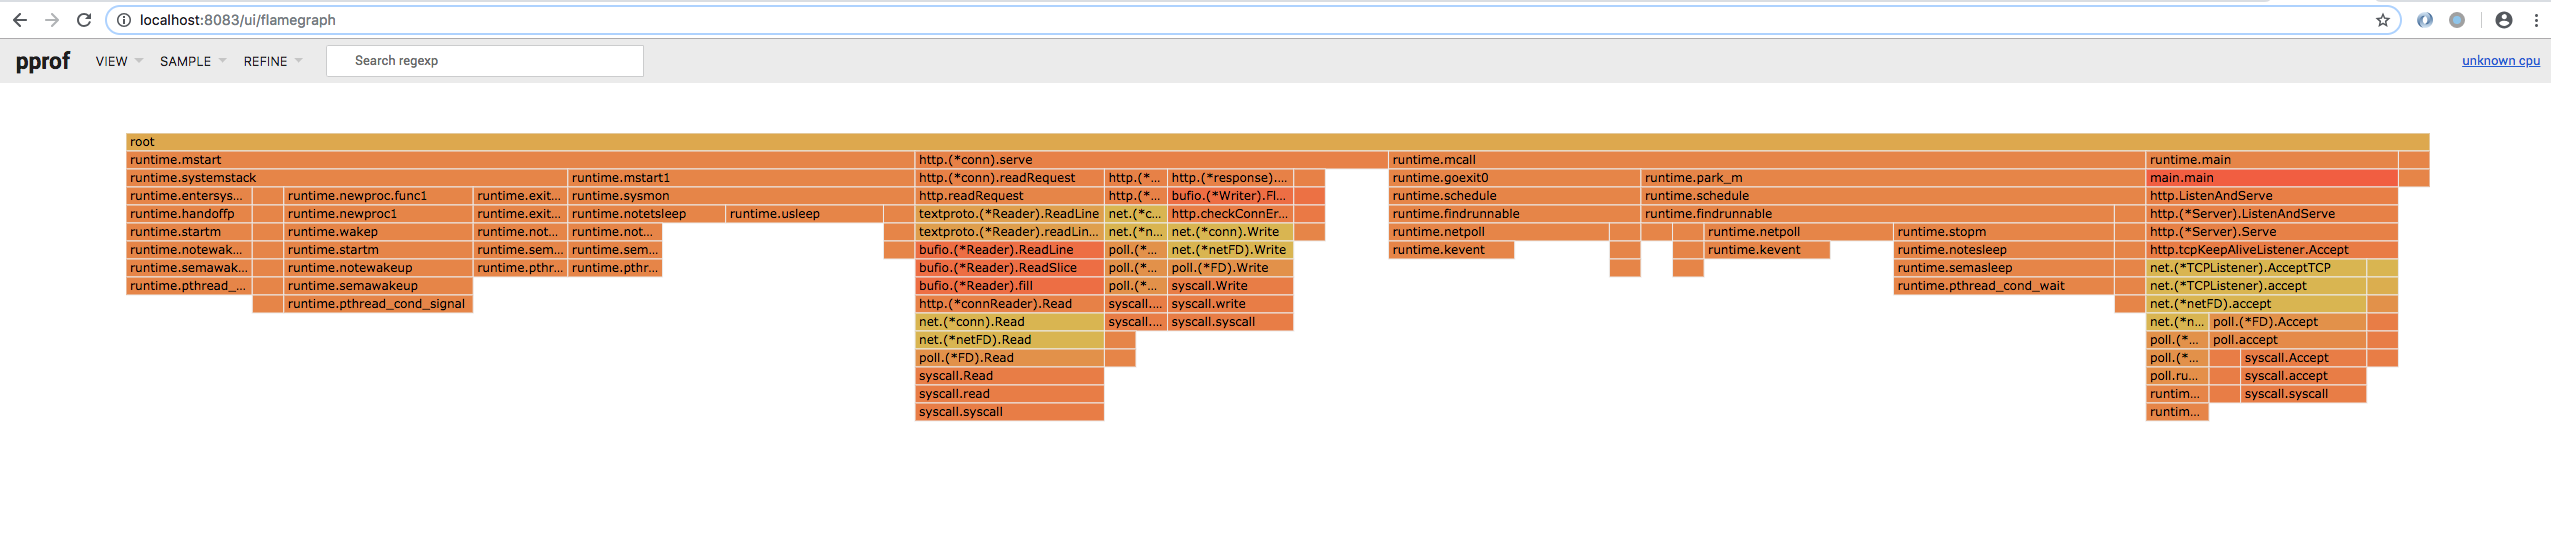 localhost:8083/ui/flamegraph
pprof VIEW SAMPLE REFINE Search regexp unknown cpu
root
runtime.mstart http.(*conn).serve runtime.mcall runtime.main
runtime.systemstack runtime.mstart1 http.(*conn).readRequest http.(*... http.(*response).... runtime.goexit0 runtime.park_m main.main
runtime.entersys... runtime.newproc.func1 runtime.exit... runtime.sysmon http.readRequest http.(*... bufio.(*Writer).Fl... runtime.schedule runtime.schedule http.ListenAndServe
runtime.handoffp runtime.newproc1 runtime.exit... runtime.notetsleep runtime.usleep textproto.(*Reader).ReadLine net.(*c... http.checkConnEr... runtime.findrunnable runtime.findrunnable http.(*Server).ListenAndServe
runtime.startm runtime.wakep runtime.not... runtime.not... textproto.(*Reader).readLin... net.(*n... net.(*conn).Write runtime.netpoll runtime.netpoll runtime.stopm http.(*Server).Serve
runtime.notewak... runtime.startm runtime.sem... runtime.sem... bufio.(*Reader).ReadLine poll.(*... net.(*netFD).Write runtime.kevent runtime.kevent runtime.notesleep http.tcpKeepAliveListener.Accept
runtime.semawak... runtime.notewakeup runtime.pthr... runtime.pthr... bufio.(*Reader).ReadSlice poll.(*... poll.(*FD).Write runtime.semasleep net.(*TCPListener).AcceptTCP
runtime.pthread_... runtime.semawakeup bufio.(*Reader).fill poll.(*... syscall.Write runtime.pthread_cond_wait net.(*TCPListener).accept
runtime.pthread_cond_signal http.(*connReader).Read syscall.... syscall.write net.(*netFD).accept
net.(*conn).Read syscall.... syscall.syscall net.(*n... poll.(*FD).Accept
net.(*netFD).Read poll.(*... poll.accept
poll.(*FD).Read poll.(*... syscall.Accept
syscall.Read poll.ru... syscall.accept
syscall.read runtim... syscall.syscall
syscall.syscall runtim...